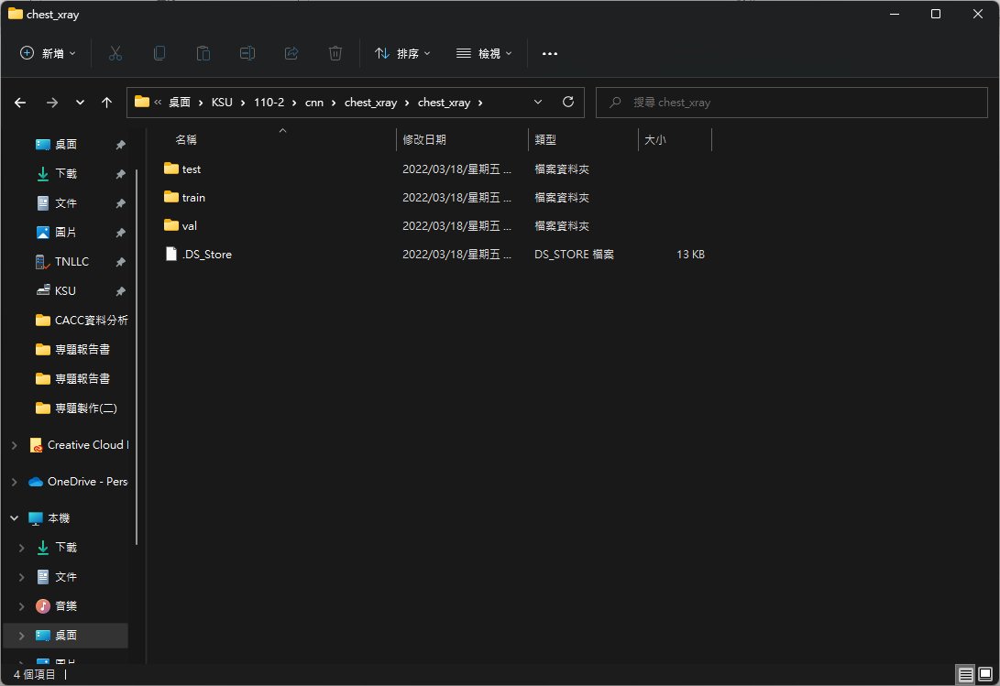 chest_xray
新增
排序
檢視
桌面 KSU 110-2 cnn chest_xray chest_xray
搜尋 chest_xray
桌面
下載
文件
圖片
TNLLC
KSU
CACC資料分析
專題報告書
專題報告書
專題製作(二)
Creative Cloud
OneDrive - Pers
本機
下載
文件
音樂
桌面
圖片
名稱 修改日期 類型 大小
test 2022/03/18/星期五 ... 檔案資料夾
train 2022/03/18/星期五 ... 檔案資料夾
val 2022/03/18/星期五 ... 檔案資料夾
.DS_Store 2022/03/18/星期五 ... DS_STORE 檔案 13 KB
4 個項目